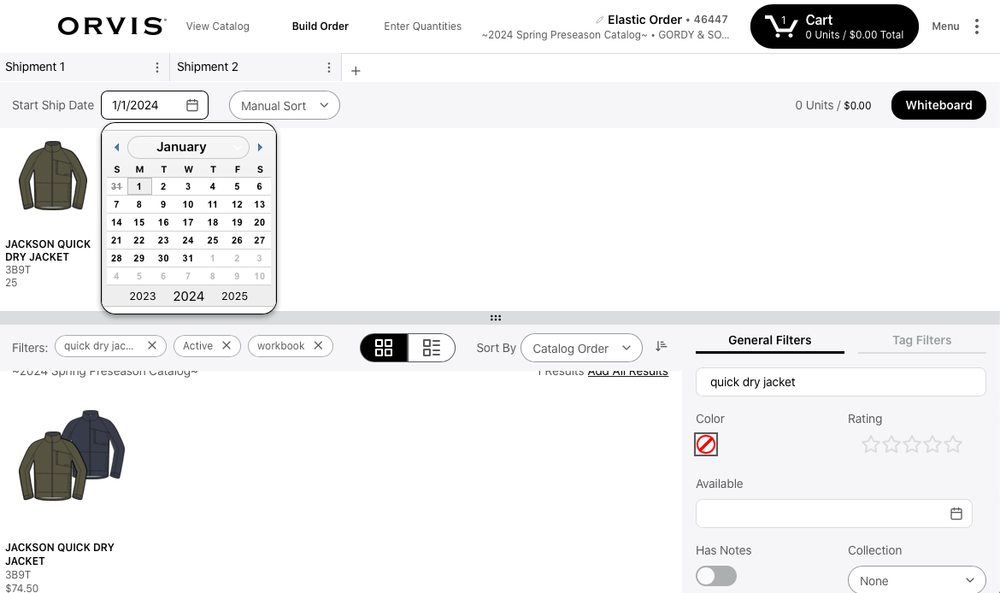 ORVIS
View Catalog
Build Order
Enter Quantities
Elastic Order • 46447
~2024 Spring Preseason Catalog~ • GORDY & SO...
1
Cart
0 Units / $0.00 Total
Menu
Shipment 1
Shipment 2
+
Start Ship Date
1/1/2024
Manual Sort
0 Units / $0.00
Whiteboard
January
S M T W T F S
31 1 2 3 4 5 6
7 8 9 10 11 12 13
14 15 16 17 18 19 20
21 22 23 24 25 26 27
28 29 30 31 1 2 3
4 5 6 7 8 9 10
2023 2024 2025
JACKSON QUICK
DRY JACKET
3B9T
25
Filters:
quick dry jac...
Active
workbook
Sort By
Catalog Order
General Filters
Tag Filters
~2024 Spring Preseason Catalog~
1 Results Add All Results
quick dry jacket
Color
Rating
Available
Has Notes
Collection
None
JACKSON QUICK DRY
JACKET
3B9T
$74.50